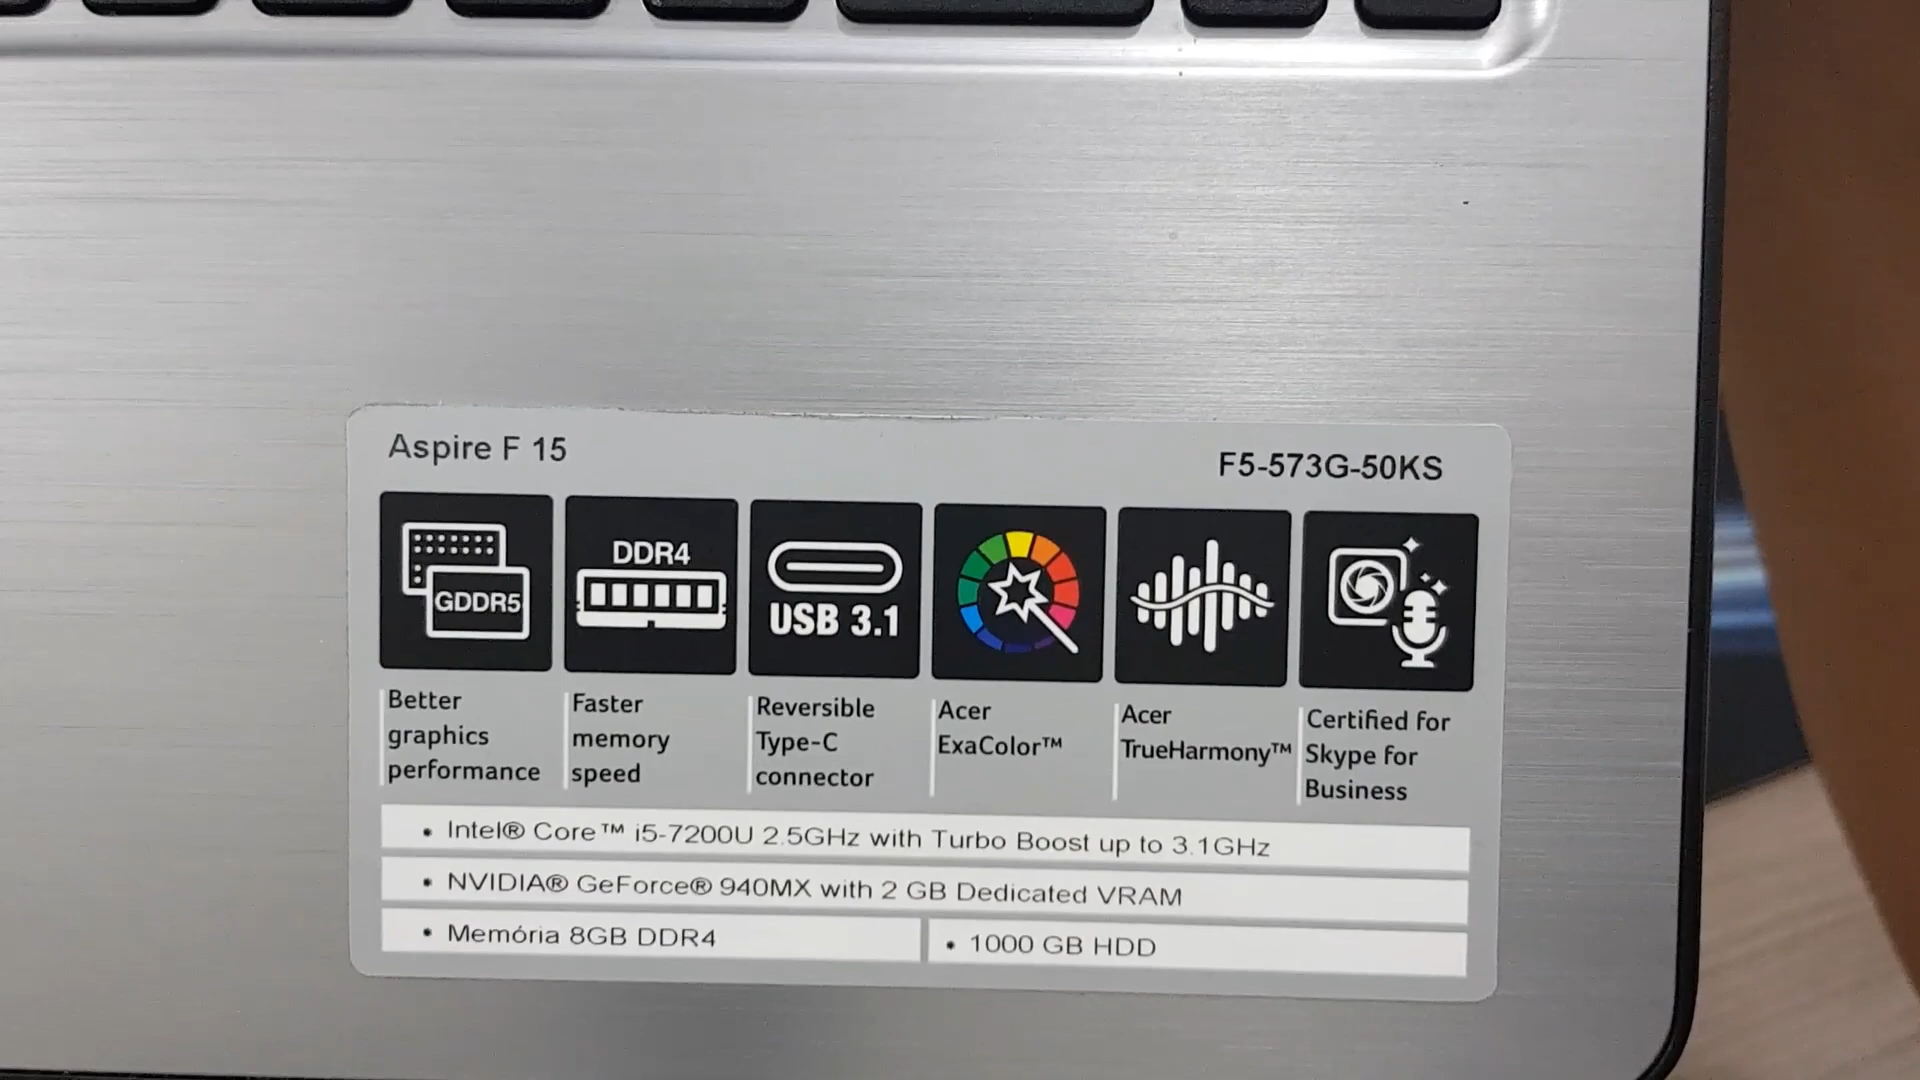 Aspire F 15
F5-573G-50KS
GDDR5
DDR4
USB 3.1
Better
graphics
performance
Faster
memory
speed
Reversible
Type-C
connector
Acer
ExaColor™
Acer
TrueHarmony™
Certified for
Skype for
Business
• Intel® Core™ i5-7200U 2.5GHz with Turbo Boost up to 3.1GHz
• NVIDIA® GeForce® 940MX with 2 GB Dedicated VRAM
• Memória 8GB DDR4
• 1000 GB HDD